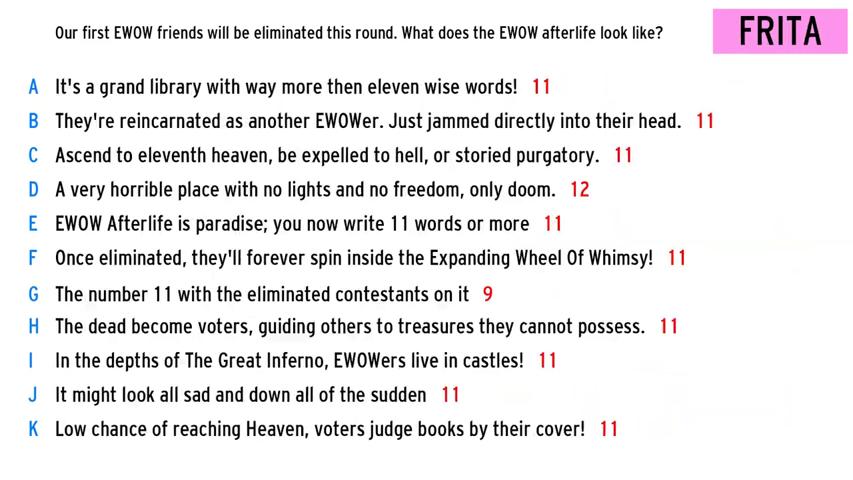 Our first EWOW friends will be eliminated this round. What does the EWOW afterlife look like?
FRITA
A It's a grand library with way more then eleven wise words! 11
B They're reincarnated as another EWOWer. Just jammed directly into their head. 11
C Ascend to eleventh heaven, be expelled to hell, or storied purgatory. 11
D A very horrible place with no lights and no freedom, only doom. 12
E EWOW Afterlife is paradise; you now write 11 words or more 11
F Once eliminated, they'll forever spin inside the Expanding Wheel Of Whimsy! 11
G The number 11 with the eliminated contestants on it 9
H The dead become voters, guiding others to treasures they cannot possess. 11
I In the depths of The Great Inferno, EWOWers live in castles! 11
J It might look all sad and down all of the sudden 11
K Low chance of reaching Heaven, voters judge books by their cover! 11